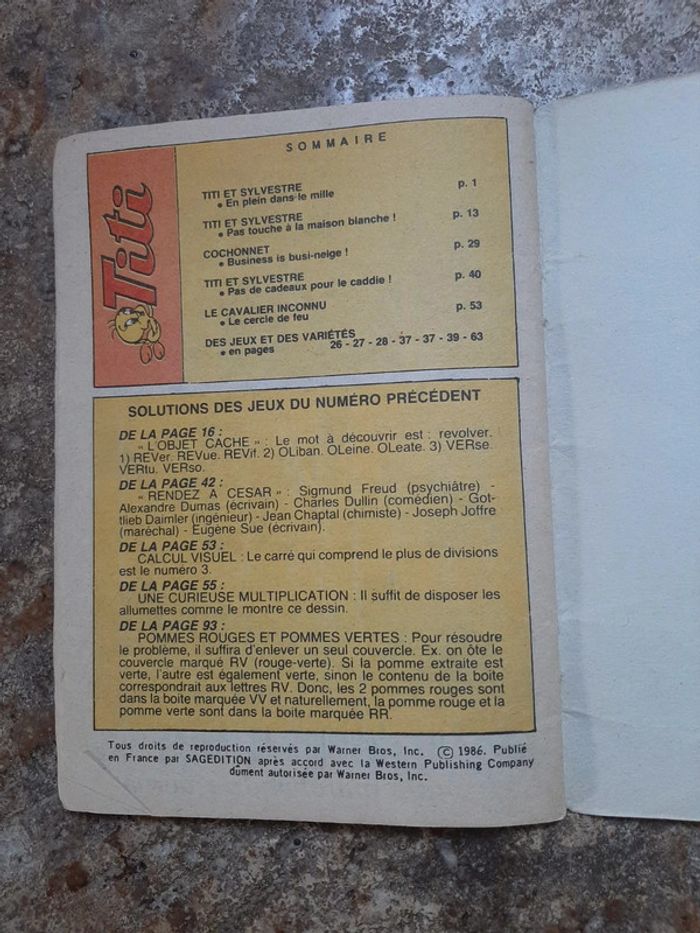 Titi
SOMMAIRE
TITI ET SYLVESTRE p. 1
• En plein dans le mille
TITI ET SYLVESTRE p. 13
• Pas touche à la maison blanche !
COCHONNET p. 29
• Business is busi-neige !
TITI ET SYLVESTRE p. 40
• Pas de cadeaux pour le caddie !
LE CAVALIER INCONNU p. 53
• Le cercle de feu
DES JEUX ET DES VARIÉTÉS
• en pages 26 - 27 - 28 - 37 - 37 - 39 - 63
SOLUTIONS DES JEUX DU NUMÉRO PRÉCÉDENT
DE LA PAGE 16 :
« L'OBJET CACHE » : Le mot à découvrir est : revolver.
1) REVer. REVue. REVif. 2) OLiban. OLeine. OLeate. 3) VERse.
VERtu. VERso.
DE LA PAGE 42 :
« RENDEZ A CESAR » : Sigmund Freud (psychiâtre) -
Alexandre Dumas (écrivain) - Charles Dullin (comédien) - Got-
tlieb Daimler (ingénieur) - Jean Chaptal (chimiste) - Joseph Joffre
(maréchal) - Eugène Sue (écrivain).
DE LA PAGE 53 :
CALCUL VISUEL : Le carré qui comprend le plus de divisions
est le numéro 3.
DE LA PAGE 55 :
UNE CURIEUSE MULTIPLICATION : Il suffit de disposer les
allumettes comme le montre ce dessin.
DE LA PAGE 93 :
POMMES ROUGES ET POMMES VERTES : Pour résoudre
le problème, il suffira d'enlever un seul couvercle. Ex. on ôte le
couvercle marqué RV (rouge-verte). Si la pomme extraite est
verte, l'autre est également verte, sinon le contenu de la boite
correspondrait aux lettres RV. Donc, les 2 pommes rouges sont
dans la boite marquée VV et naturellement, la pomme rouge et la
pomme verte sont dans la boite marquée RR.
Tous droits de reproduction réservés par Warner Bros, Inc. © 1986. Publié
en France par SAGEDITION après accord avec la Western Publishing Company
dûment autorisée par Warner Bros, Inc.